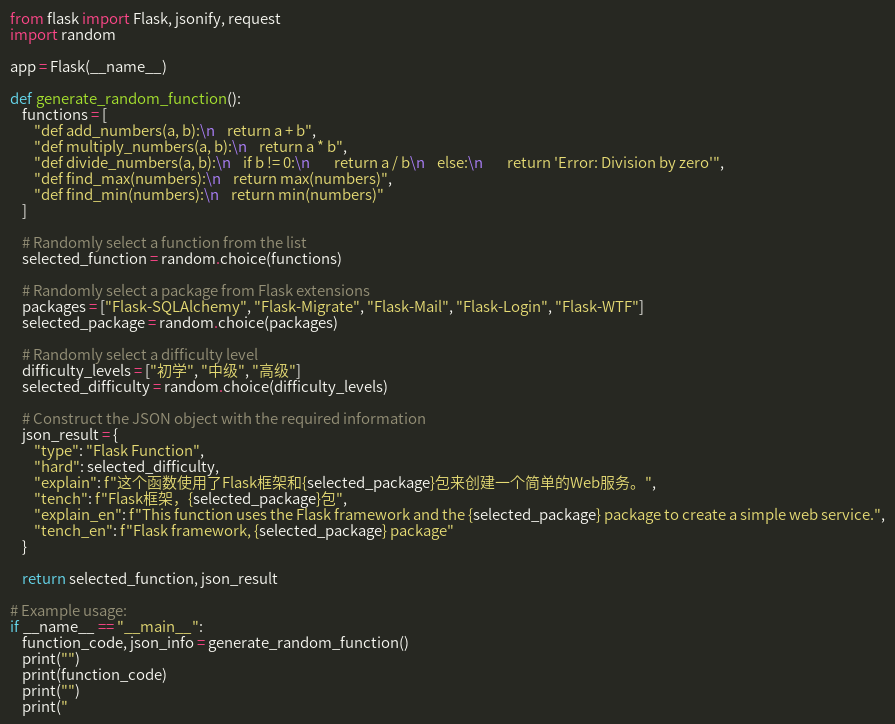 from flask import Flask, jsonify, request
import random

app = Flask(__name__)

def generate_random_function():
    functions = [
        "def add_numbers(a, b):\n    return a + b",
        "def multiply_numbers(a, b):\n    return a * b",
        "def divide_numbers(a, b):\n    if b != 0:\n        return a / b\n    else:\n        return 'Error: Division by zero'",
        "def find_max(numbers):\n    return max(numbers)",
        "def find_min(numbers):\n    return min(numbers)"
    ]

    # Randomly select a function from the list
    selected_function = random.choice(functions)

    # Randomly select a package from Flask extensions
    packages = ["Flask-SQLAlchemy", "Flask-Migrate", "Flask-Mail", "Flask-Login", "Flask-WTF"]
    selected_package = random.choice(packages)

    # Randomly select a difficulty level
    difficulty_levels = ["初学", "中级", "高级"]
    selected_difficulty = random.choice(difficulty_levels)

    # Construct the JSON object with the required information
    json_result = {
        "type": "Flask Function",
        "hard": selected_difficulty,
        "explain": f"这个函数使用了Flask框架和{selected_package}包来创建一个简单的Web服务。",
        "tench": f"Flask框架，{selected_package}包",
        "explain_en": f"This function uses the Flask framework and the {selected_package} package to create a simple web service.",
        "tench_en": f"Flask framework, {selected_package} package"
    }

    return selected_function, json_result

# Example usage:
if __name__ == "__main__":
    function_code, json_info = generate_random_function()
    print("")
    print(function_code)
    print("")
    print("